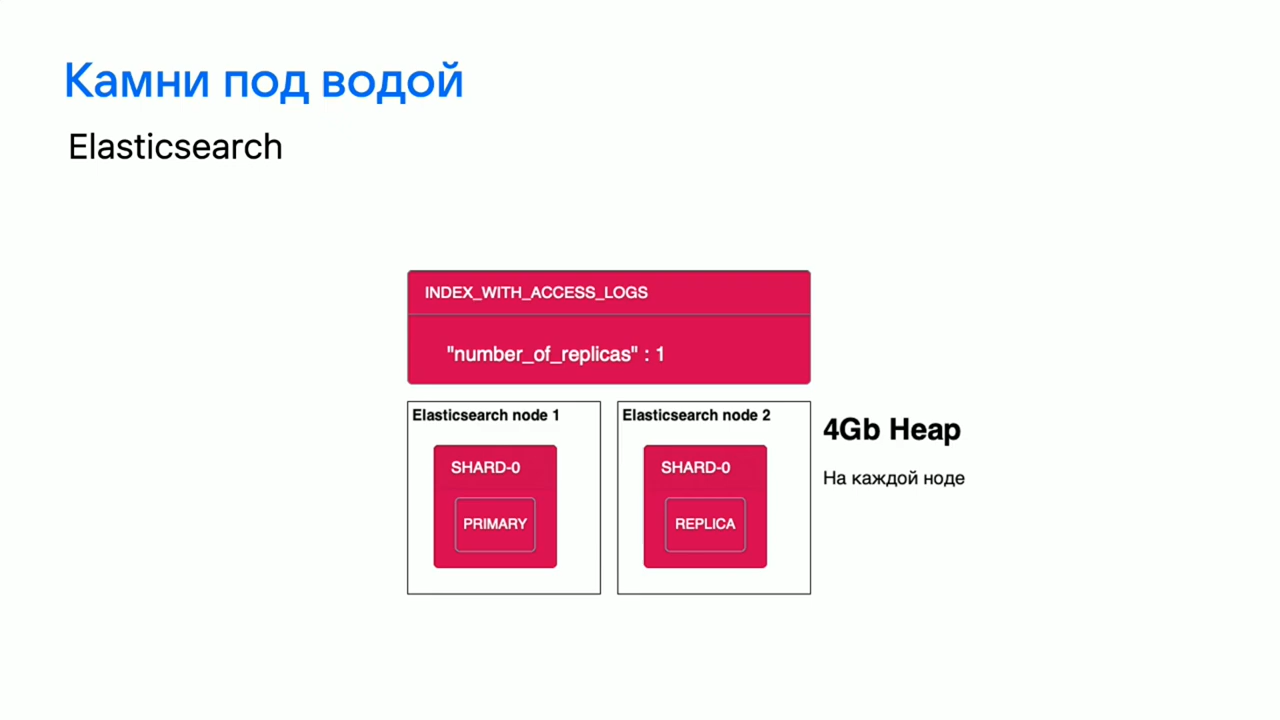 Камни под водой
Elasticsearch
INDEX_WITH_ACCESS_LOGS
"number_of_replicas" : 1
Elasticsearch node 1
SHARD-0
PRIMARY
Elasticsearch node 2
SHARD-0
REPLICA
4Gb Heap
На каждой ноде